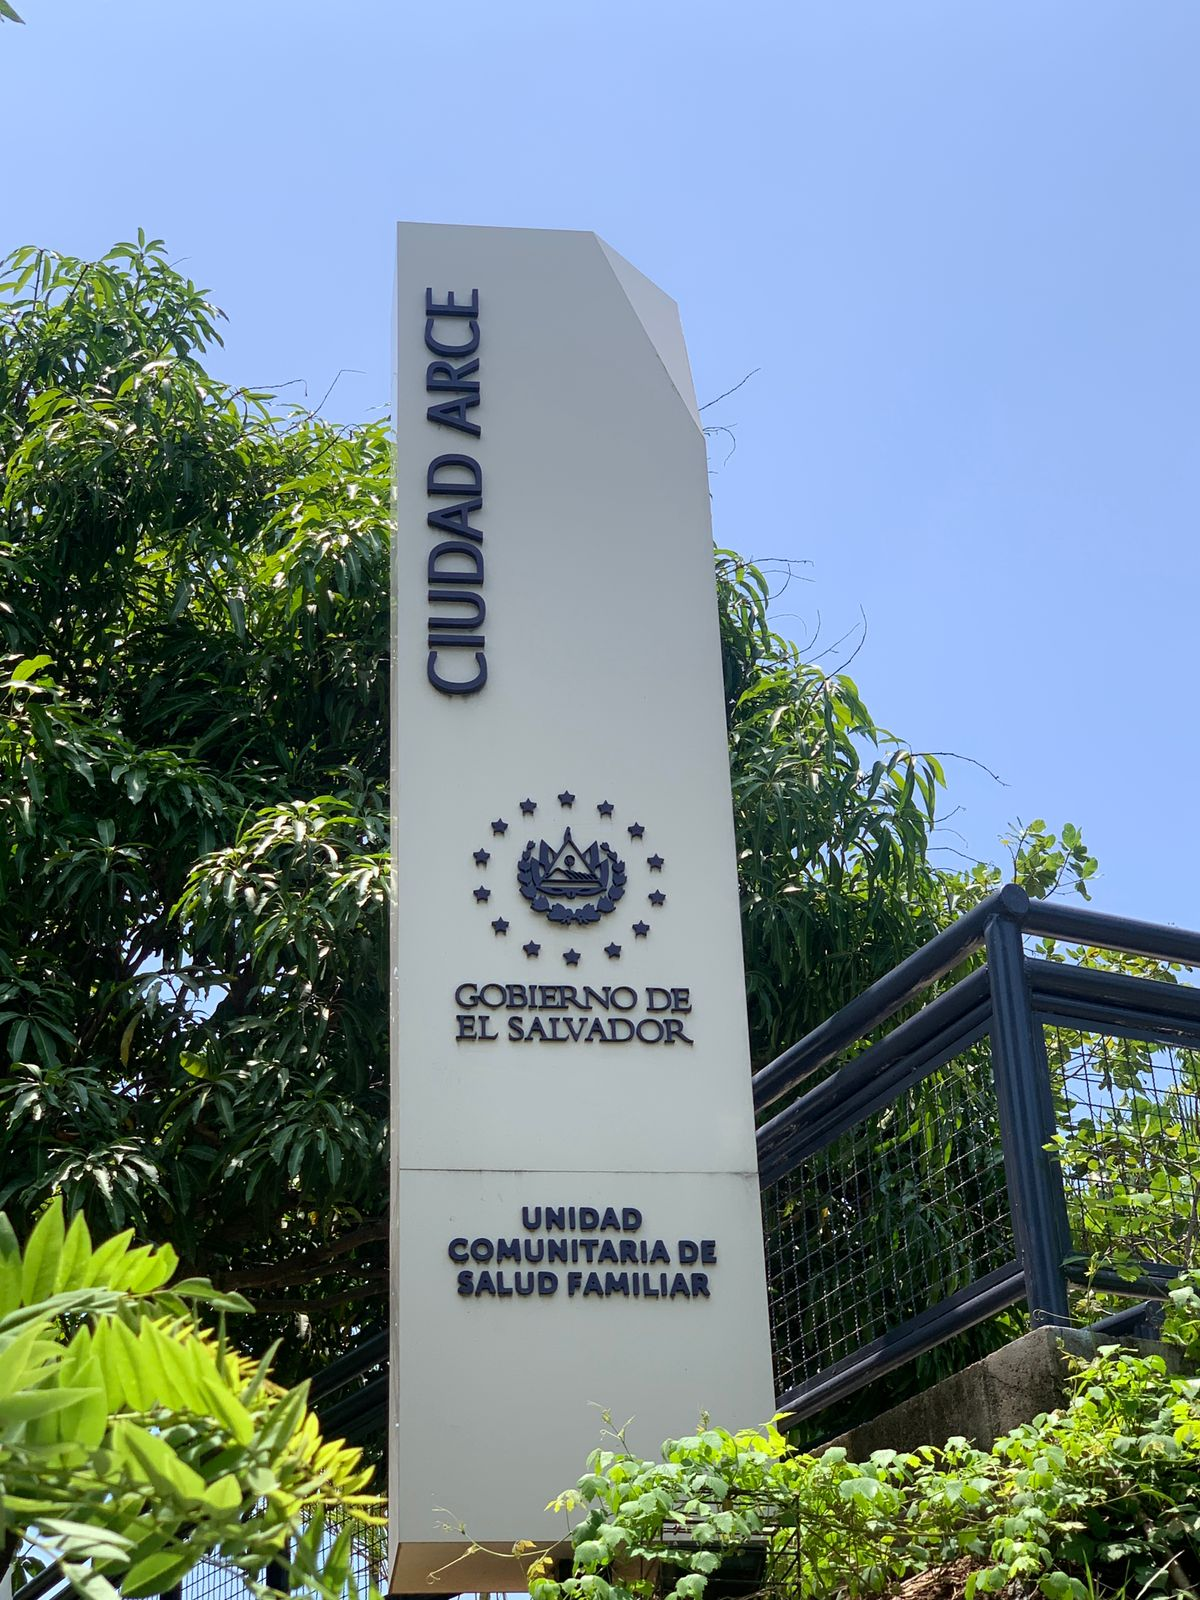 CIUDAD ARCE
GOBIERNO DE
EL SALVADOR
UNIDAD
COMUNITARIA DE
SALUD FAMILIAR